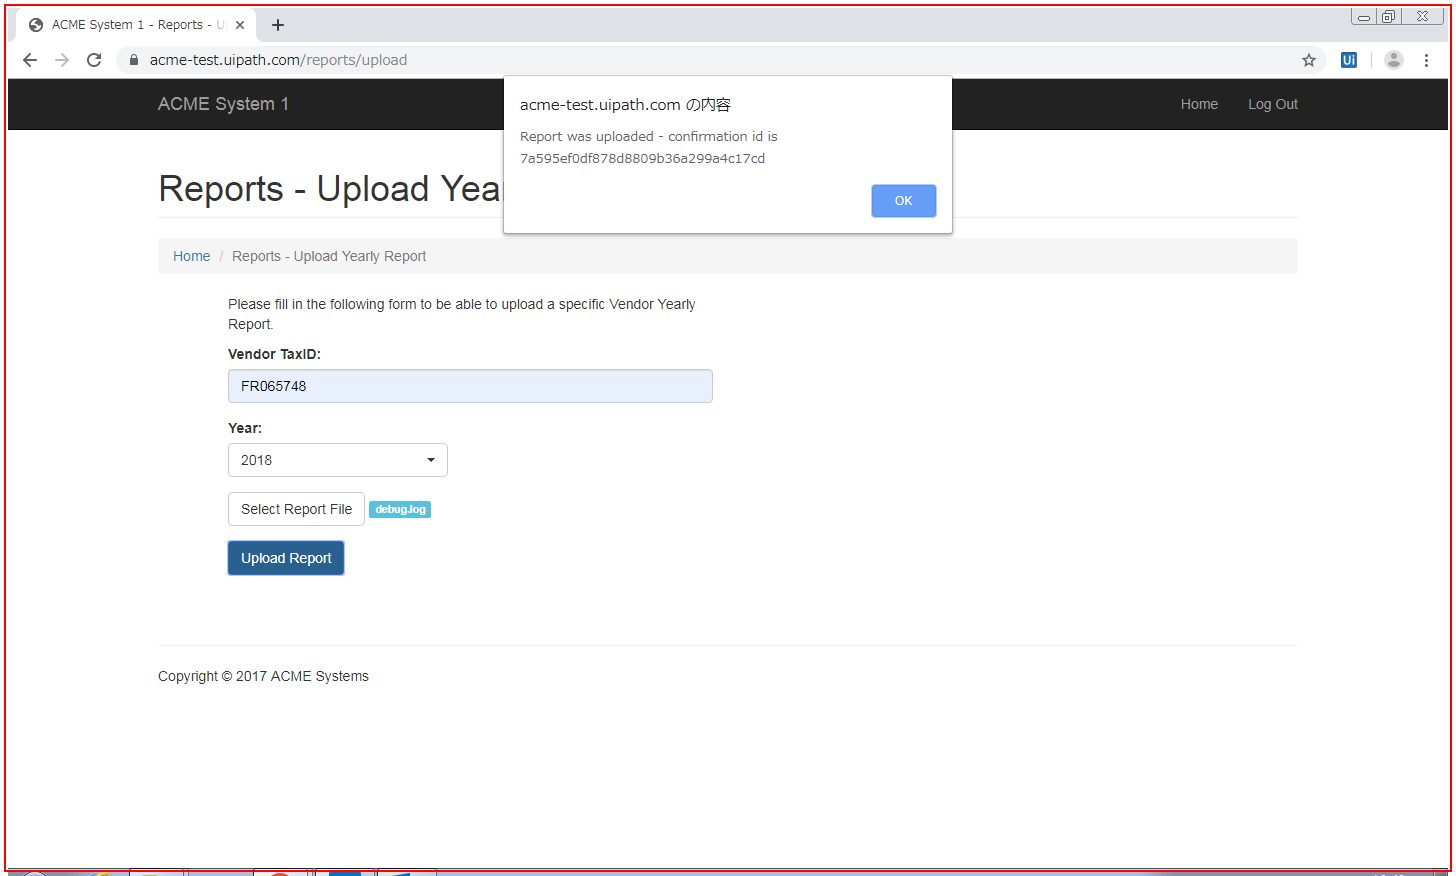 ACME System 1 - Reports - U
acme-test.uipath.com/reports/upload
Ui
ACME System 1
Home
Log Out
acme-test.uipath.com の内容
Report was uploaded - confirmation id is
7a595ef0df878d8809b36a299a4c17cd
OK
Reports - Upload Yea
Home / Reports - Upload Yearly Report
Please fill in the following form to be able to upload a specific Vendor Yearly
Report.
Vendor TaxID:
FR065748
Year:
2018
Select Report File
debug.log
Upload Report
Copyright © 2017 ACME Systems